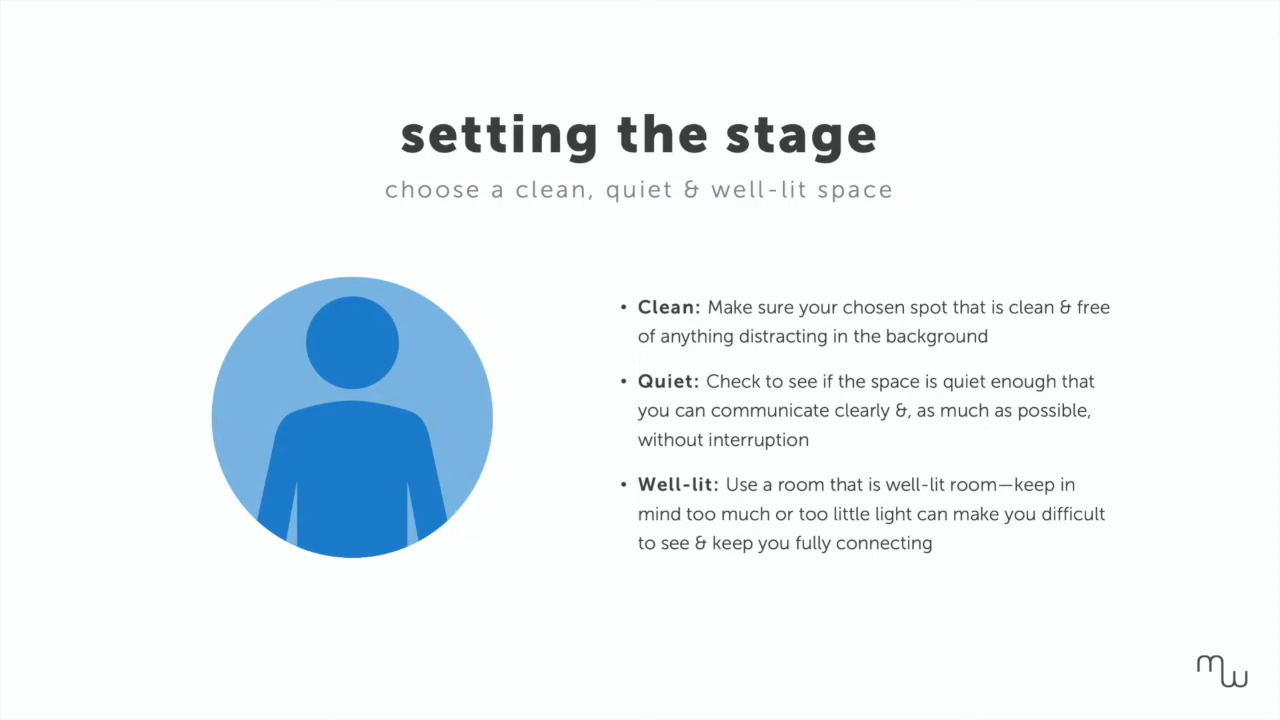 setting the stage
choose a clean, quiet & well-lit space
• Clean: Make sure your chosen spot that is clean & free
of anything distracting in the background
• Quiet: Check to see if the space is quiet enough that
you can communicate clearly &, as much as possible,
without interruption
• Well-lit: Use a room that is well-lit room—keep in
mind too much or too little light can make you difficult
to see & keep you fully connecting
mw